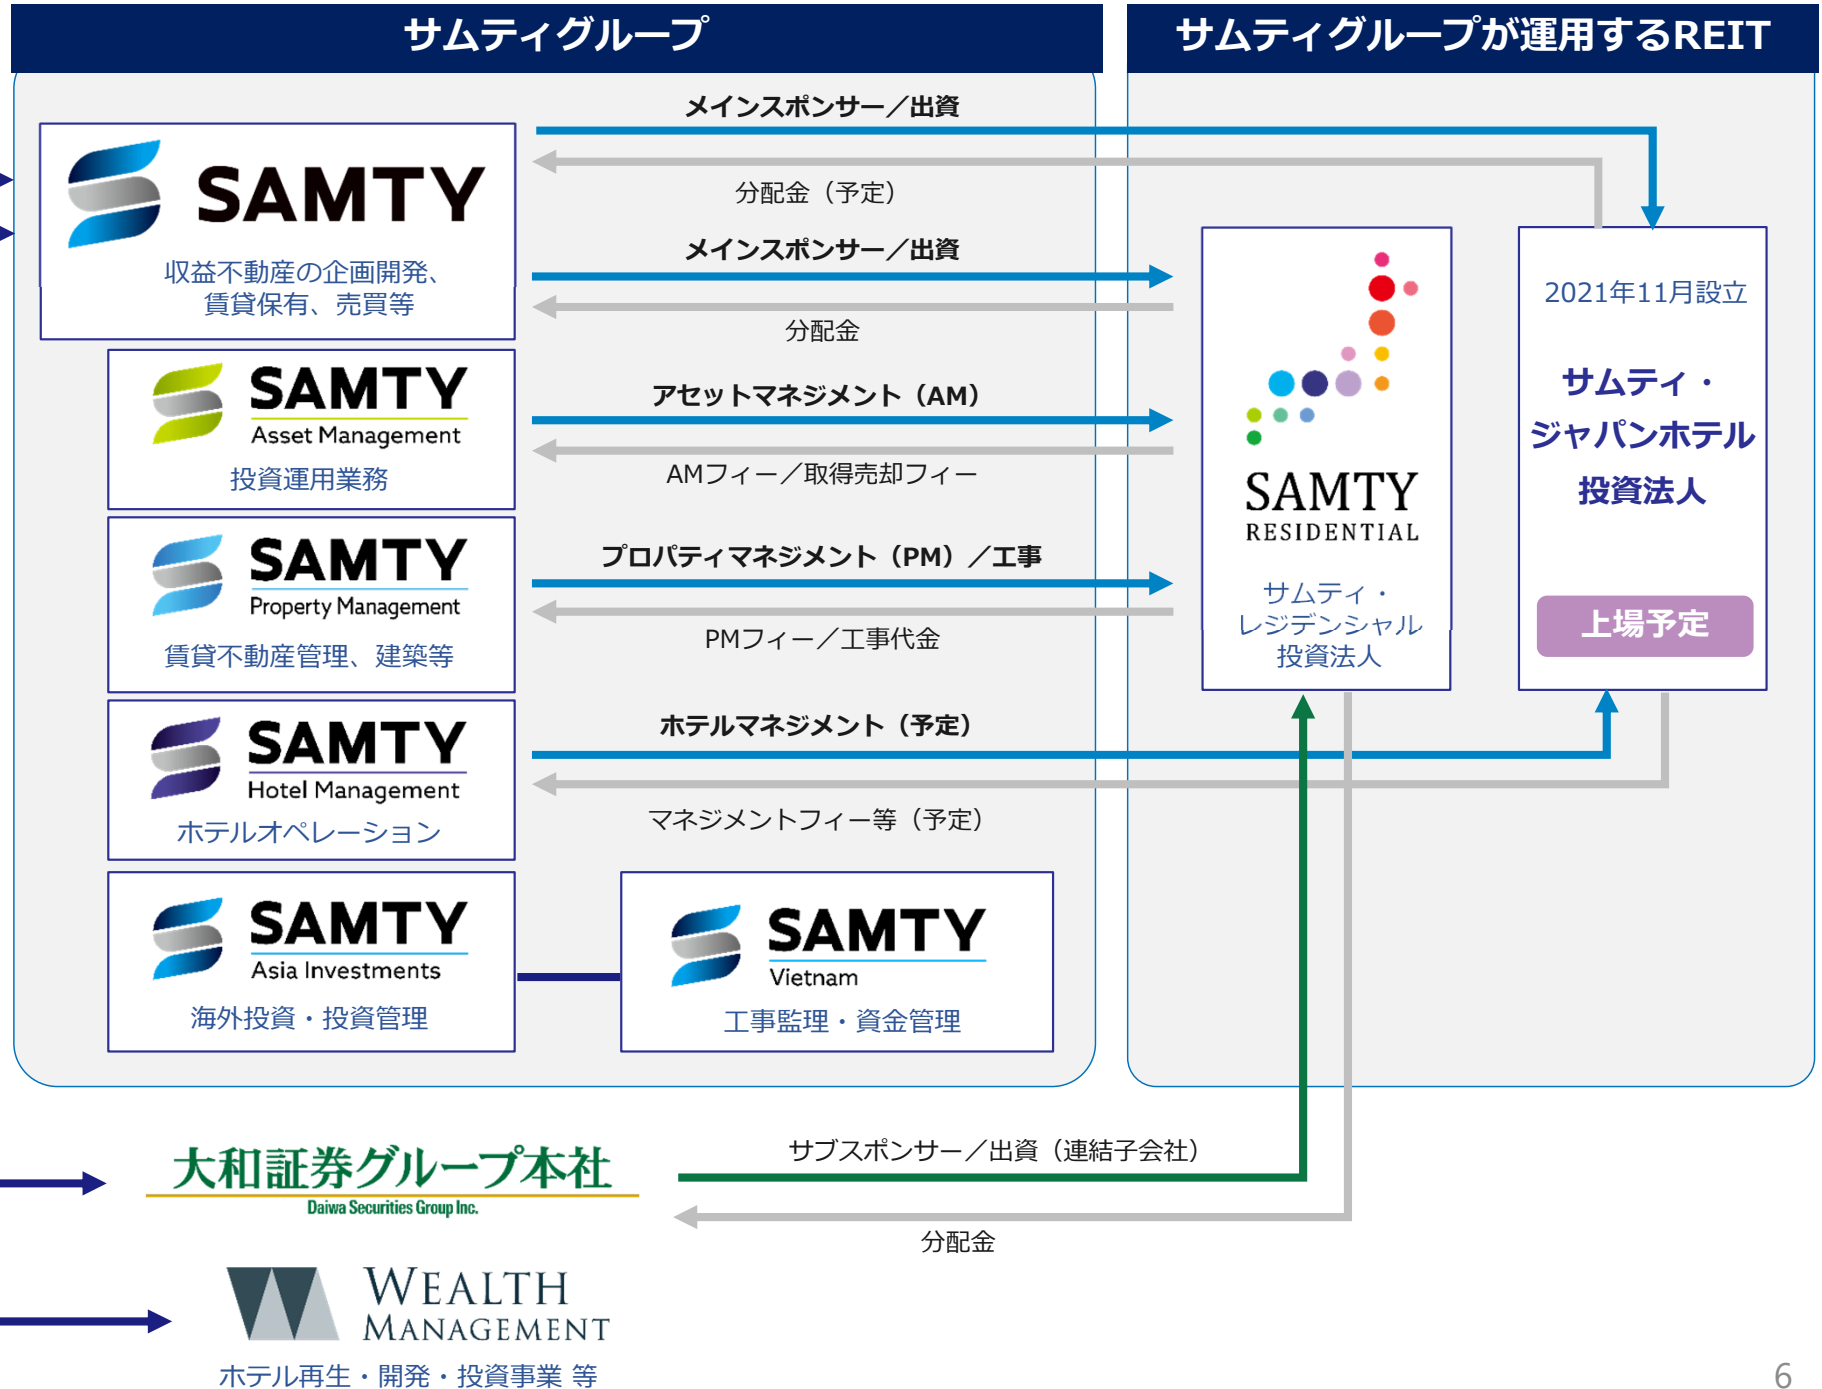 サムティグループ
サムティグループが運用するREIT
メインスポンサー／出資
SAMTY
分配金（予定）
収益不動産の企画開発、
賃貸保有、売買等
メインスポンサー／出資
分配金
SAMTY
Asset Management
投資運用業務
アセットマネジメント（AM）
AMフィー／取得売却フィー
SAMTY
Property Management
賃貸不動産管理、建築等
プロパティマネジメント（PM）／工事
PMフィー／工事代金
SAMTY
Hotel Management
ホテルオペレーション
ホテルマネジメント（予定）
マネジメントフィー等（予定）
SAMTY
Asia Investments
海外投資・投資管理
SAMTY
Vietnam
工事監理・資金管理
SAMTY
RESIDENTIAL
サムティ・
レジデンシャル
投資法人
2021年11月設立
サムティ・
ジャパンホテル
投資法人
上場予定
大和証券グループ本社
Daiwa Securities Group Inc.
サブスポンサー／出資（連結子会社）
分配金
WEALTH
MANAGEMENT
ホテル再生・開発・投資事業 等
6